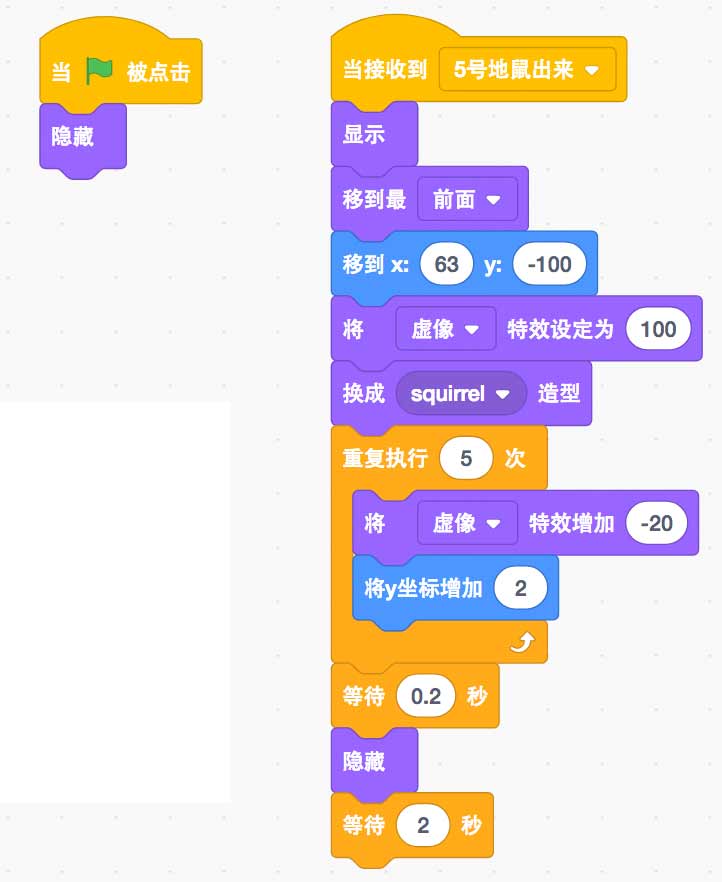 当 被点击
隐藏
当接收到 5号地鼠出来
显示
移到最 前面
移到 x: 63 y: -100
将 虚像 特效设定为 100
换成 squirrel 造型
重复执行 5 次
将 虚像 特效增加 -20
将y坐标增加 2
等待 0.2 秒
隐藏
等待 2 秒